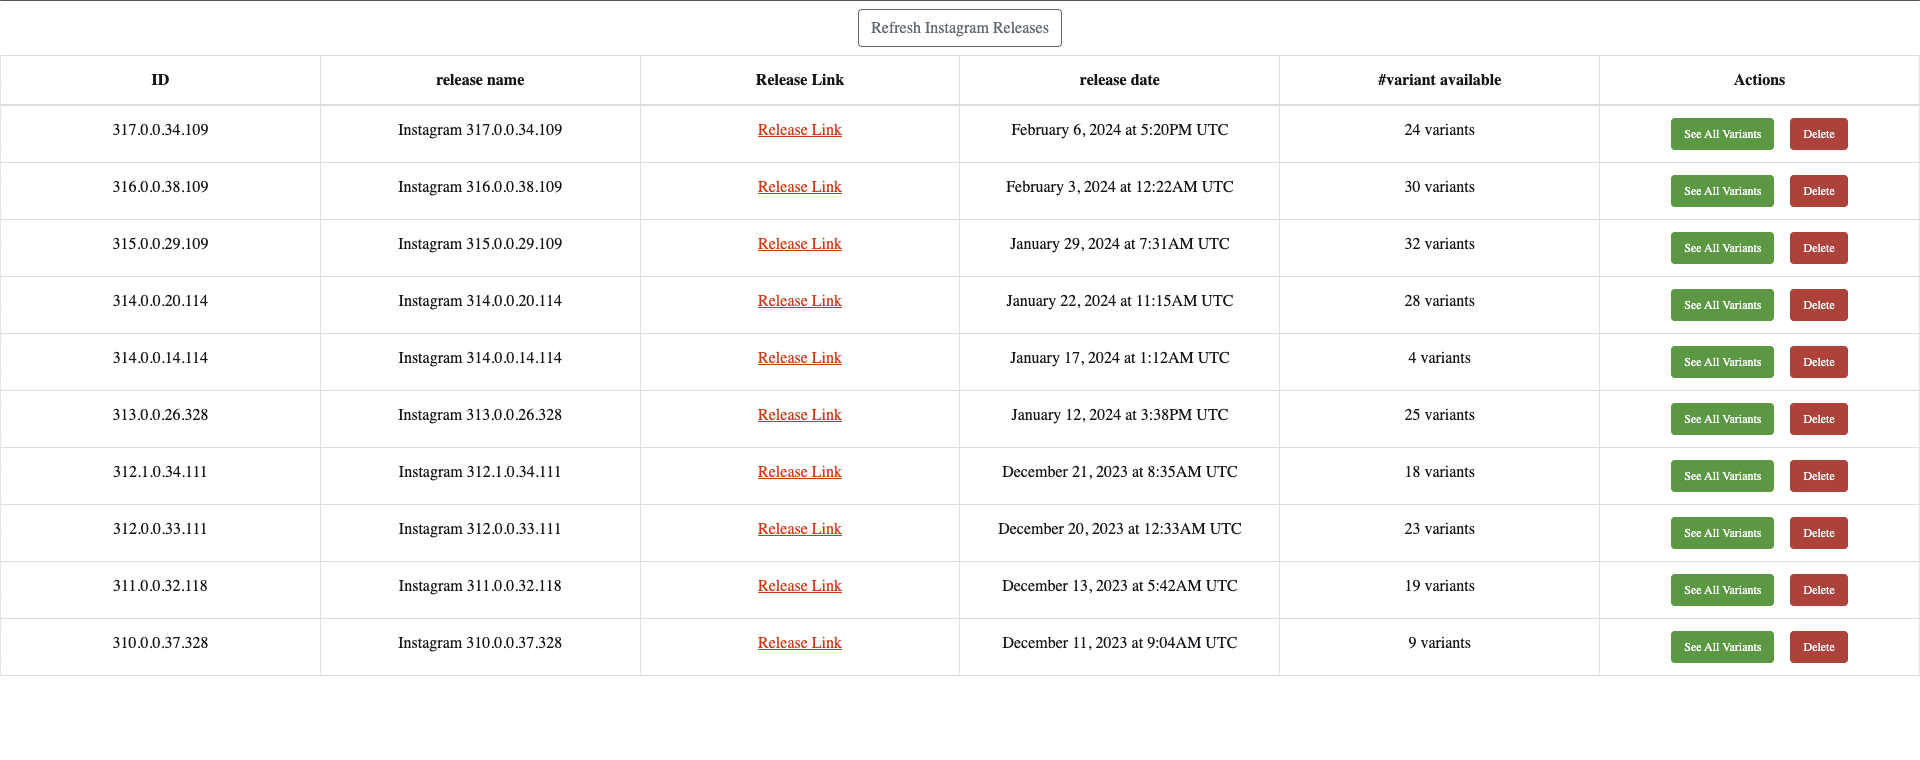 Refresh Instagram Releases
ID release name Release Link release date #variant available Actions
317.0.0.34.109 Instagram 317.0.0.34.109 Release Link February 6, 2024 at 5:20PM UTC 24 variants See All Variants Delete
316.0.0.38.109 Instagram 316.0.0.38.109 Release Link February 3, 2024 at 12:22AM UTC 30 variants See All Variants Delete
315.0.0.29.109 Instagram 315.0.0.29.109 Release Link January 29, 2024 at 7:31AM UTC 32 variants See All Variants Delete
314.0.0.20.114 Instagram 314.0.0.20.114 Release Link January 22, 2024 at 11:15AM UTC 28 variants See All Variants Delete
314.0.0.14.114 Instagram 314.0.0.14.114 Release Link January 17, 2024 at 1:12AM UTC 4 variants See All Variants Delete
313.0.0.26.328 Instagram 313.0.0.26.328 Release Link January 12, 2024 at 3:38PM UTC 25 variants See All Variants Delete
312.1.0.34.111 Instagram 312.1.0.34.111 Release Link December 21, 2023 at 8:35AM UTC 18 variants See All Variants Delete
312.0.0.33.111 Instagram 312.0.0.33.111 Release Link December 20, 2023 at 12:33AM UTC 23 variants See All Variants Delete
311.0.0.32.118 Instagram 311.0.0.32.118 Release Link December 13, 2023 at 5:42AM UTC 19 variants See All Variants Delete
310.0.0.37.328 Instagram 310.0.0.37.328 Release Link December 11, 2023 at 9:04AM UTC 9 variants See All Variants Delete